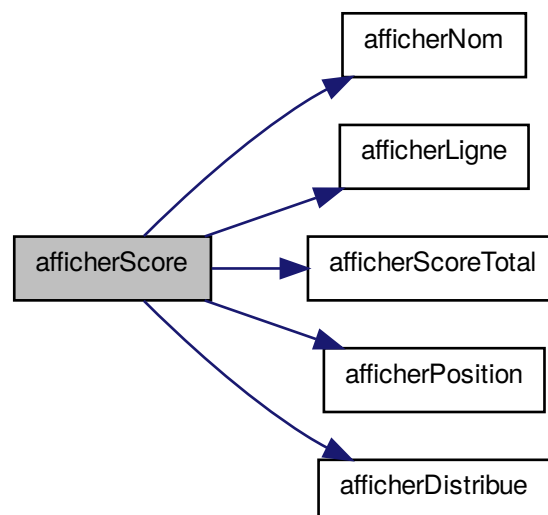 afficherNom
afficherLigne
afficherScore
afficherScoreTotal
afficherPosition
afficherDistribue